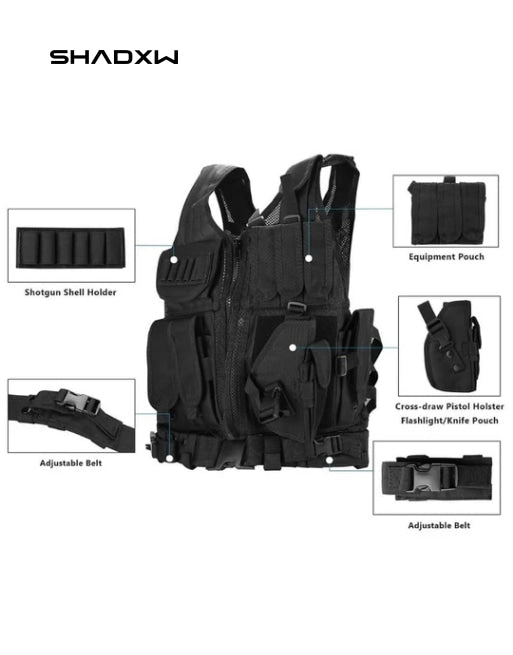 SHADXW
Equipment Pouch
Shotgun Shell Holder
Cross-draw Pistol Holster
Flashlight/Knife Pouch
Adjustable Belt
Adjustable Belt